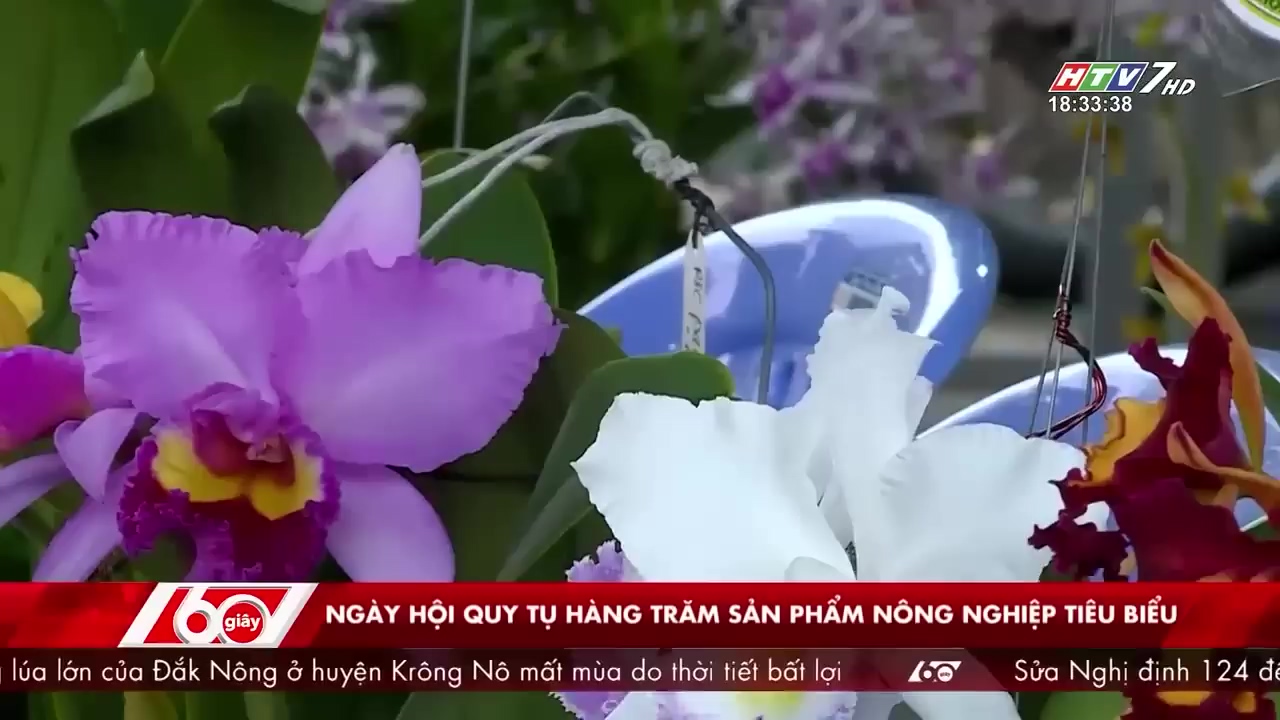 HTV7 HD
18:33:38
60 giây
NGÀY HỘI QUY TỤ HÀNG TRĂM SẢN PHẨM NÔNG NGHIỆP TIÊU BIỂU
lúa lớn của Đắk Nông ở huyện Krông Nô mất mùa do thời tiết bất lợi 60 giây Sửa Nghị định 124